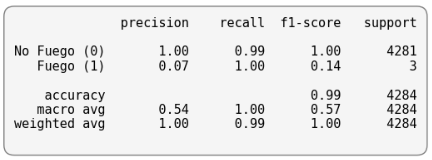 precision recall f1-score support
No Fuego (0) 1.00 0.99 1.00 4281
Fuego (1) 0.07 1.00 0.14 3
accuracy 0.99 4284
macro avg 0.54 1.00 0.57 4284
weighted avg 1.00 0.99 1.00 4284